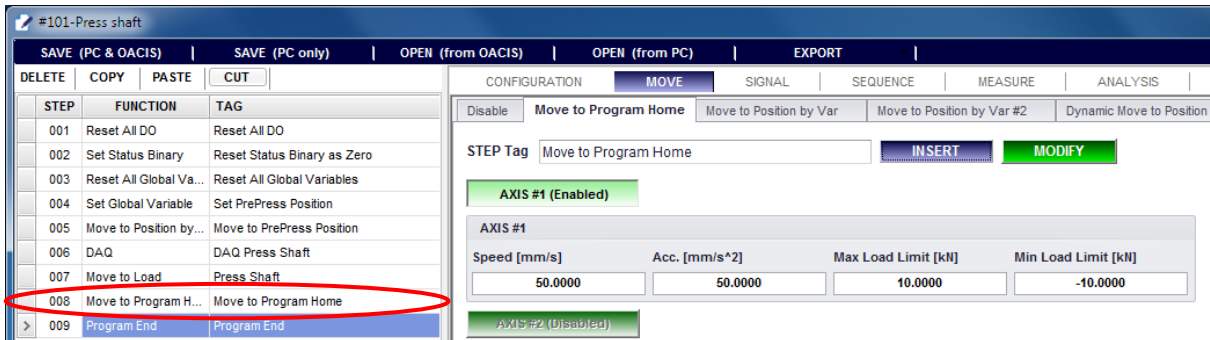 #101-Press shaft
SAVE (PC & OACIS) | SAVE (PC only) | OPEN (from OACIS) | OPEN (from PC) | EXPORT |
DELETE COPY PASTE CUT
CONFIGURATION MOVE SIGNAL SEQUENCE MEASURE ANALYSIS
STEP FUNCTION TAG
001 Reset All DO Reset All DO
002 Set Status Binary Reset Status Binary as Zero
003 Reset All Global Va... Reset All Global Variables
004 Set Global Variable Set PrePress Position
005 Move to Position by... Move to PrePress Position
006 DAQ DAQ Press Shaft
007 Move to Load Press Shaft
008 Move to Program H... Move to Program Home
> 009 Program End Program End
Disable Move to Program Home Move to Position by Var Move to Position by Var #2 Dynamic Move to Position
STEP Tag Move to Program Home INSERT MODIFY
AXIS #1 (Enabled)
AXIS #1
Speed [mm/s] Acc. [mm/s^2] Max Load Limit [kN] Min Load Limit [kN]
50.0000 50.0000 10.0000 -10.0000
AXIS #2 (Disabled)